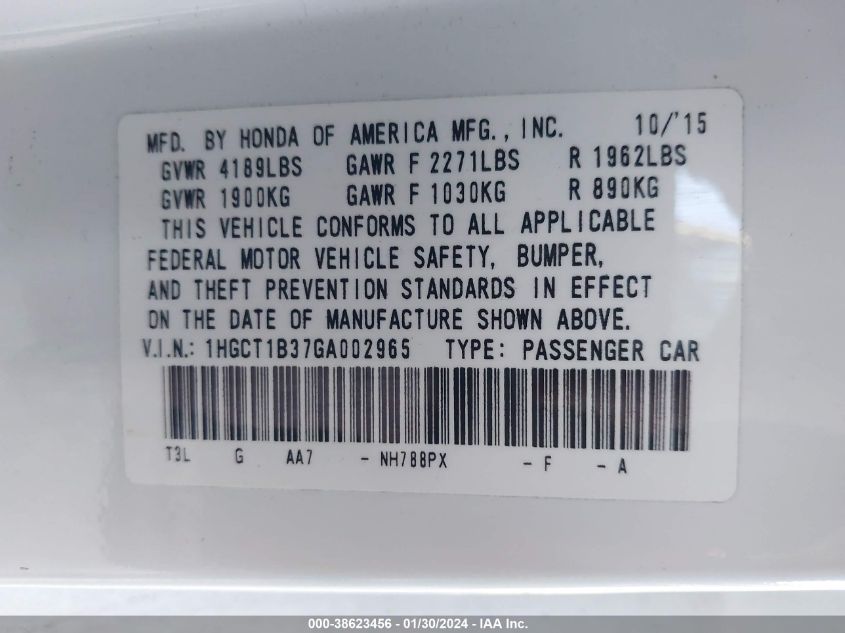 MFD. BY HONDA OF AMERICA MFG., INC. 10/'15
GVWR 4189LBS GAWR F 2271LBS R 1962LBS
GVWR 1900KG GAWR F 1030KG R 890KG
THIS VEHICLE CONFORMS TO ALL APPLICABLE
FEDERAL MOTOR VEHICLE SAFETY, BUMPER,
AND THEFT PREVENTION STANDARDS IN EFFECT
ON THE DATE OF MANUFACTURE SHOWN ABOVE.
V.I.N.: 1HGCT1B37GA002965 TYPE: PASSENGER CAR
T3L G AA7 - NH788PX - F - A
000-38623456 — 01/30/2024 - IAA Inc.